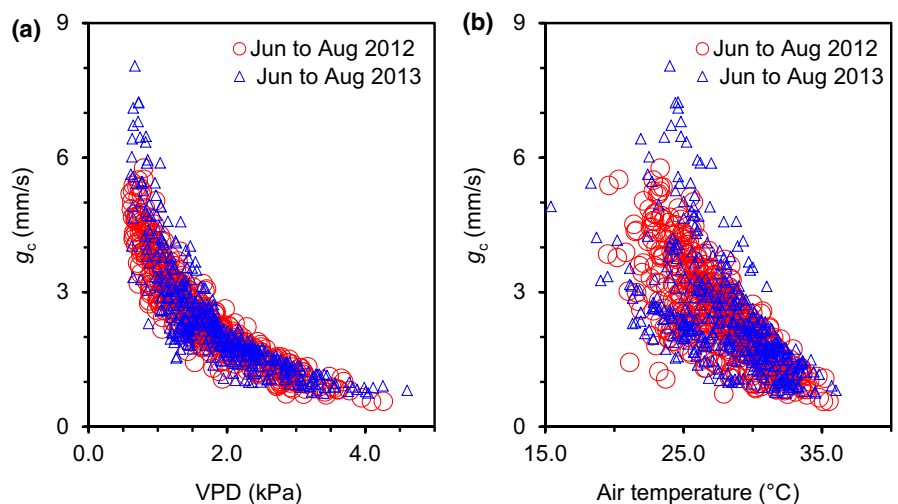 (a)
9
6
3
0
g_c (mm/s)
Jun to Aug 2012
Jun to Aug 2013
0.0 2.0 4.0
VPD (kPa)
(b)
9
6
3
0
g_c (mm/s)
Jun to Aug 2012
Jun to Aug 2013
15.0 25.0 35.0
Air temperature (°C)